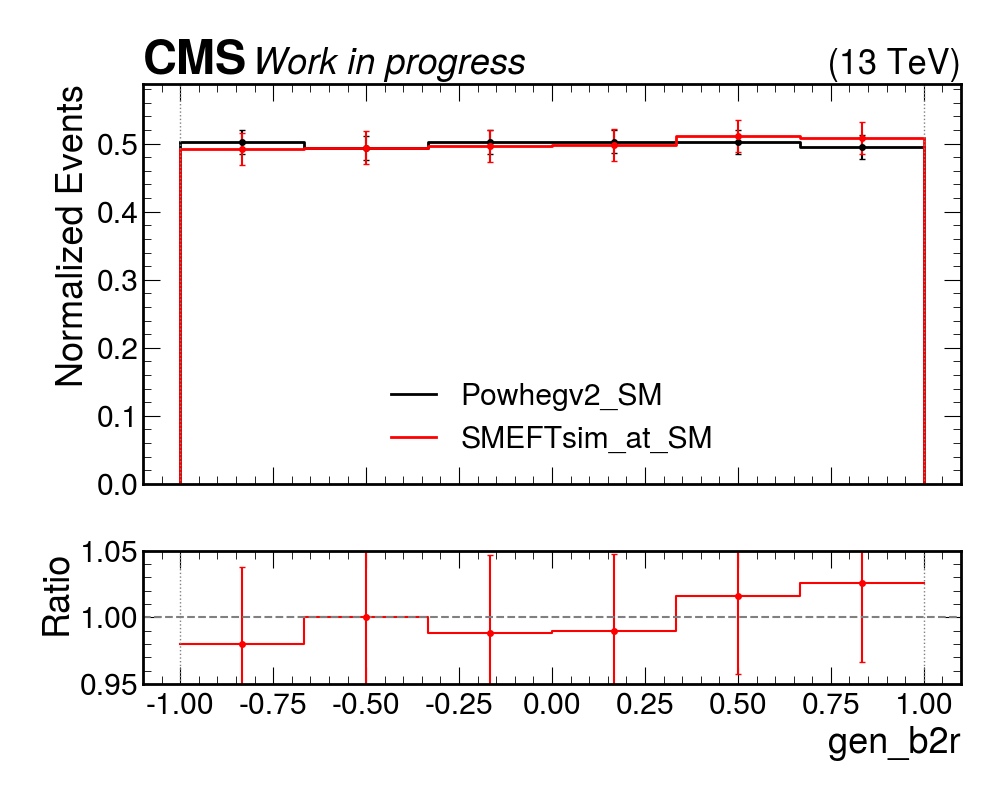 CMS Work in progress (13 TeV)
Normalized Events
0.5
0.4
0.3
0.2
0.1
0.0
Powhegv2_SM
SMEFTsim_at_SM
Ratio
1.05
1.00
0.95
-1.00 -0.75 -0.50 -0.25 0.00 0.25 0.50 0.75 1.00
gen_b2r